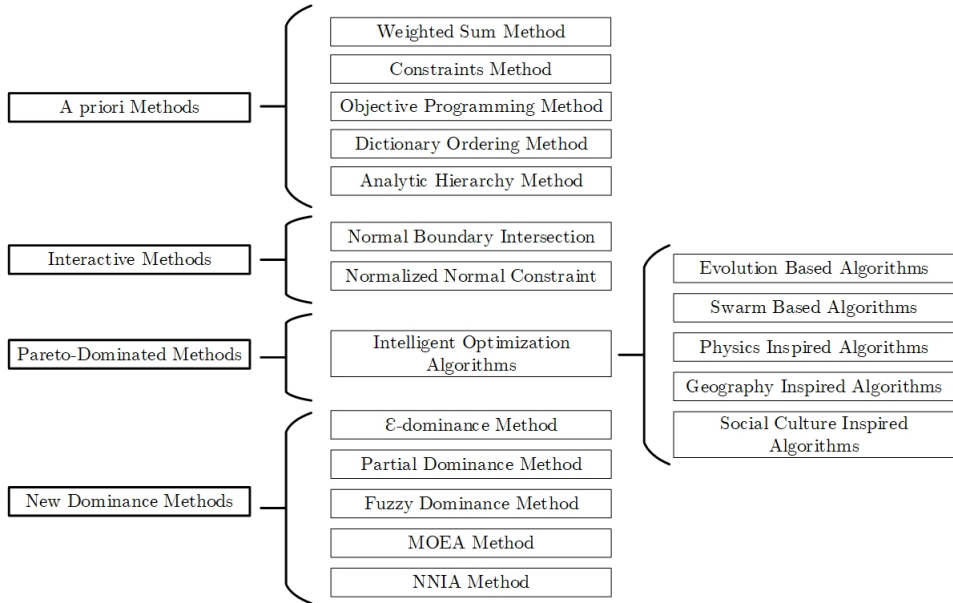 A priori Methods
Weighted Sum Method
Constraints Method
Objective Programming Method
Dictionary Ordering Method
Analytic Hierarchy Method
Interactive Methods
Normal Boundary Intersection
Normalized Normal Constraint
Pareto-Dominated Methods
Intelligent Optimization
Algorithms
Evolution Based Algorithms
Swarm Based Algorithms
Physics Inspired Algorithms
Geography Inspired Algorithms
Social Culture Inspired
Algorithms
New Dominance Methods
Ɛ-dominance Method
Partial Dominance Method
Fuzzy Dominance Method
MOEA Method
NNIA Method